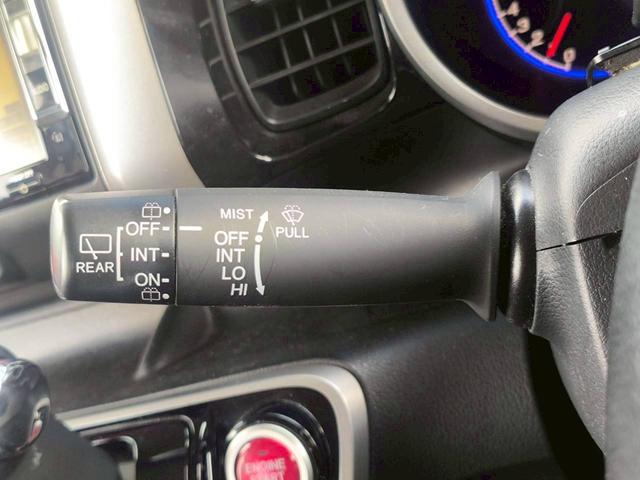 MIST
PULL
OFF
INT
LO
HI
REAR
OFF
INT
ON
ENGINE